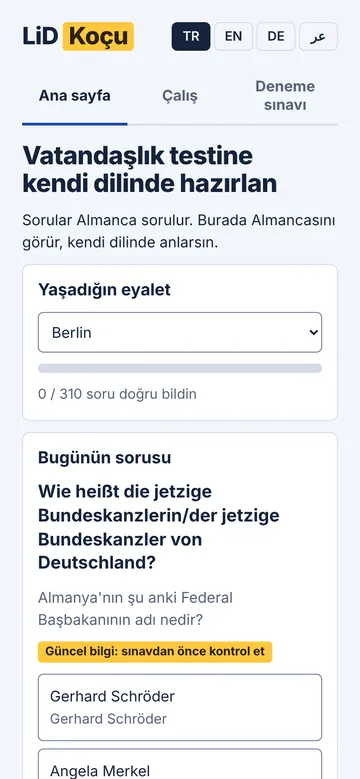 LiD Koçu
TR EN DE عر
Ana sayfa
Çalış
Deneme
sınavı
Vatandaşlık testine
kendi dilinde hazırlan
Sorular Almanca sorulur. Burada Almancasını
görür, kendi dilinde anlarsın.
Yaşadığın eyalet
Berlin
0 / 310 soru doğru bildin
Bugünün sorusu
Wie heißt die jetzige
Bundeskanzlerin/der jetzige
Bundeskanzler von
Deutschland?
Almanya'nın şu anki Federal
Başbakanının adı nedir?
Güncel bilgi: sınavdan önce kontrol et
Gerhard Schröder
Gerhard Schröder
Angela Merkel